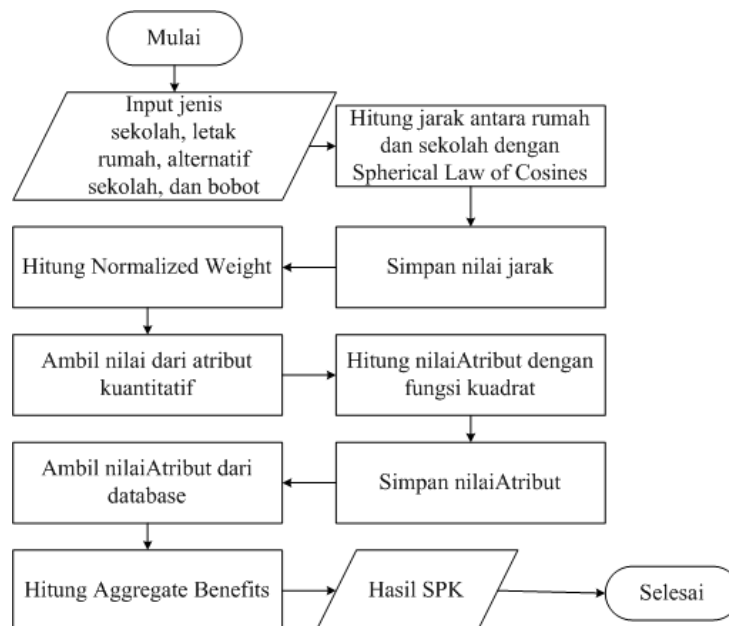 Mulai
Input jenis
sekolah, letak
rumah, alternatif
sekolah, dan bobot
Hitung jarak antara rumah
dan sekolah dengan
Spherical Law of Cosines
Simpan nilai jarak
Hitung Normalized Weight
Ambil nilai dari atribut
kuantitatif
Hitung nilaiAtribut dengan
fungsi kuadrat
Simpan nilaiAtribut
Ambil nilaiAtribut dari
database
Hitung Aggregate Benefits
Hasil SPK
Selesai